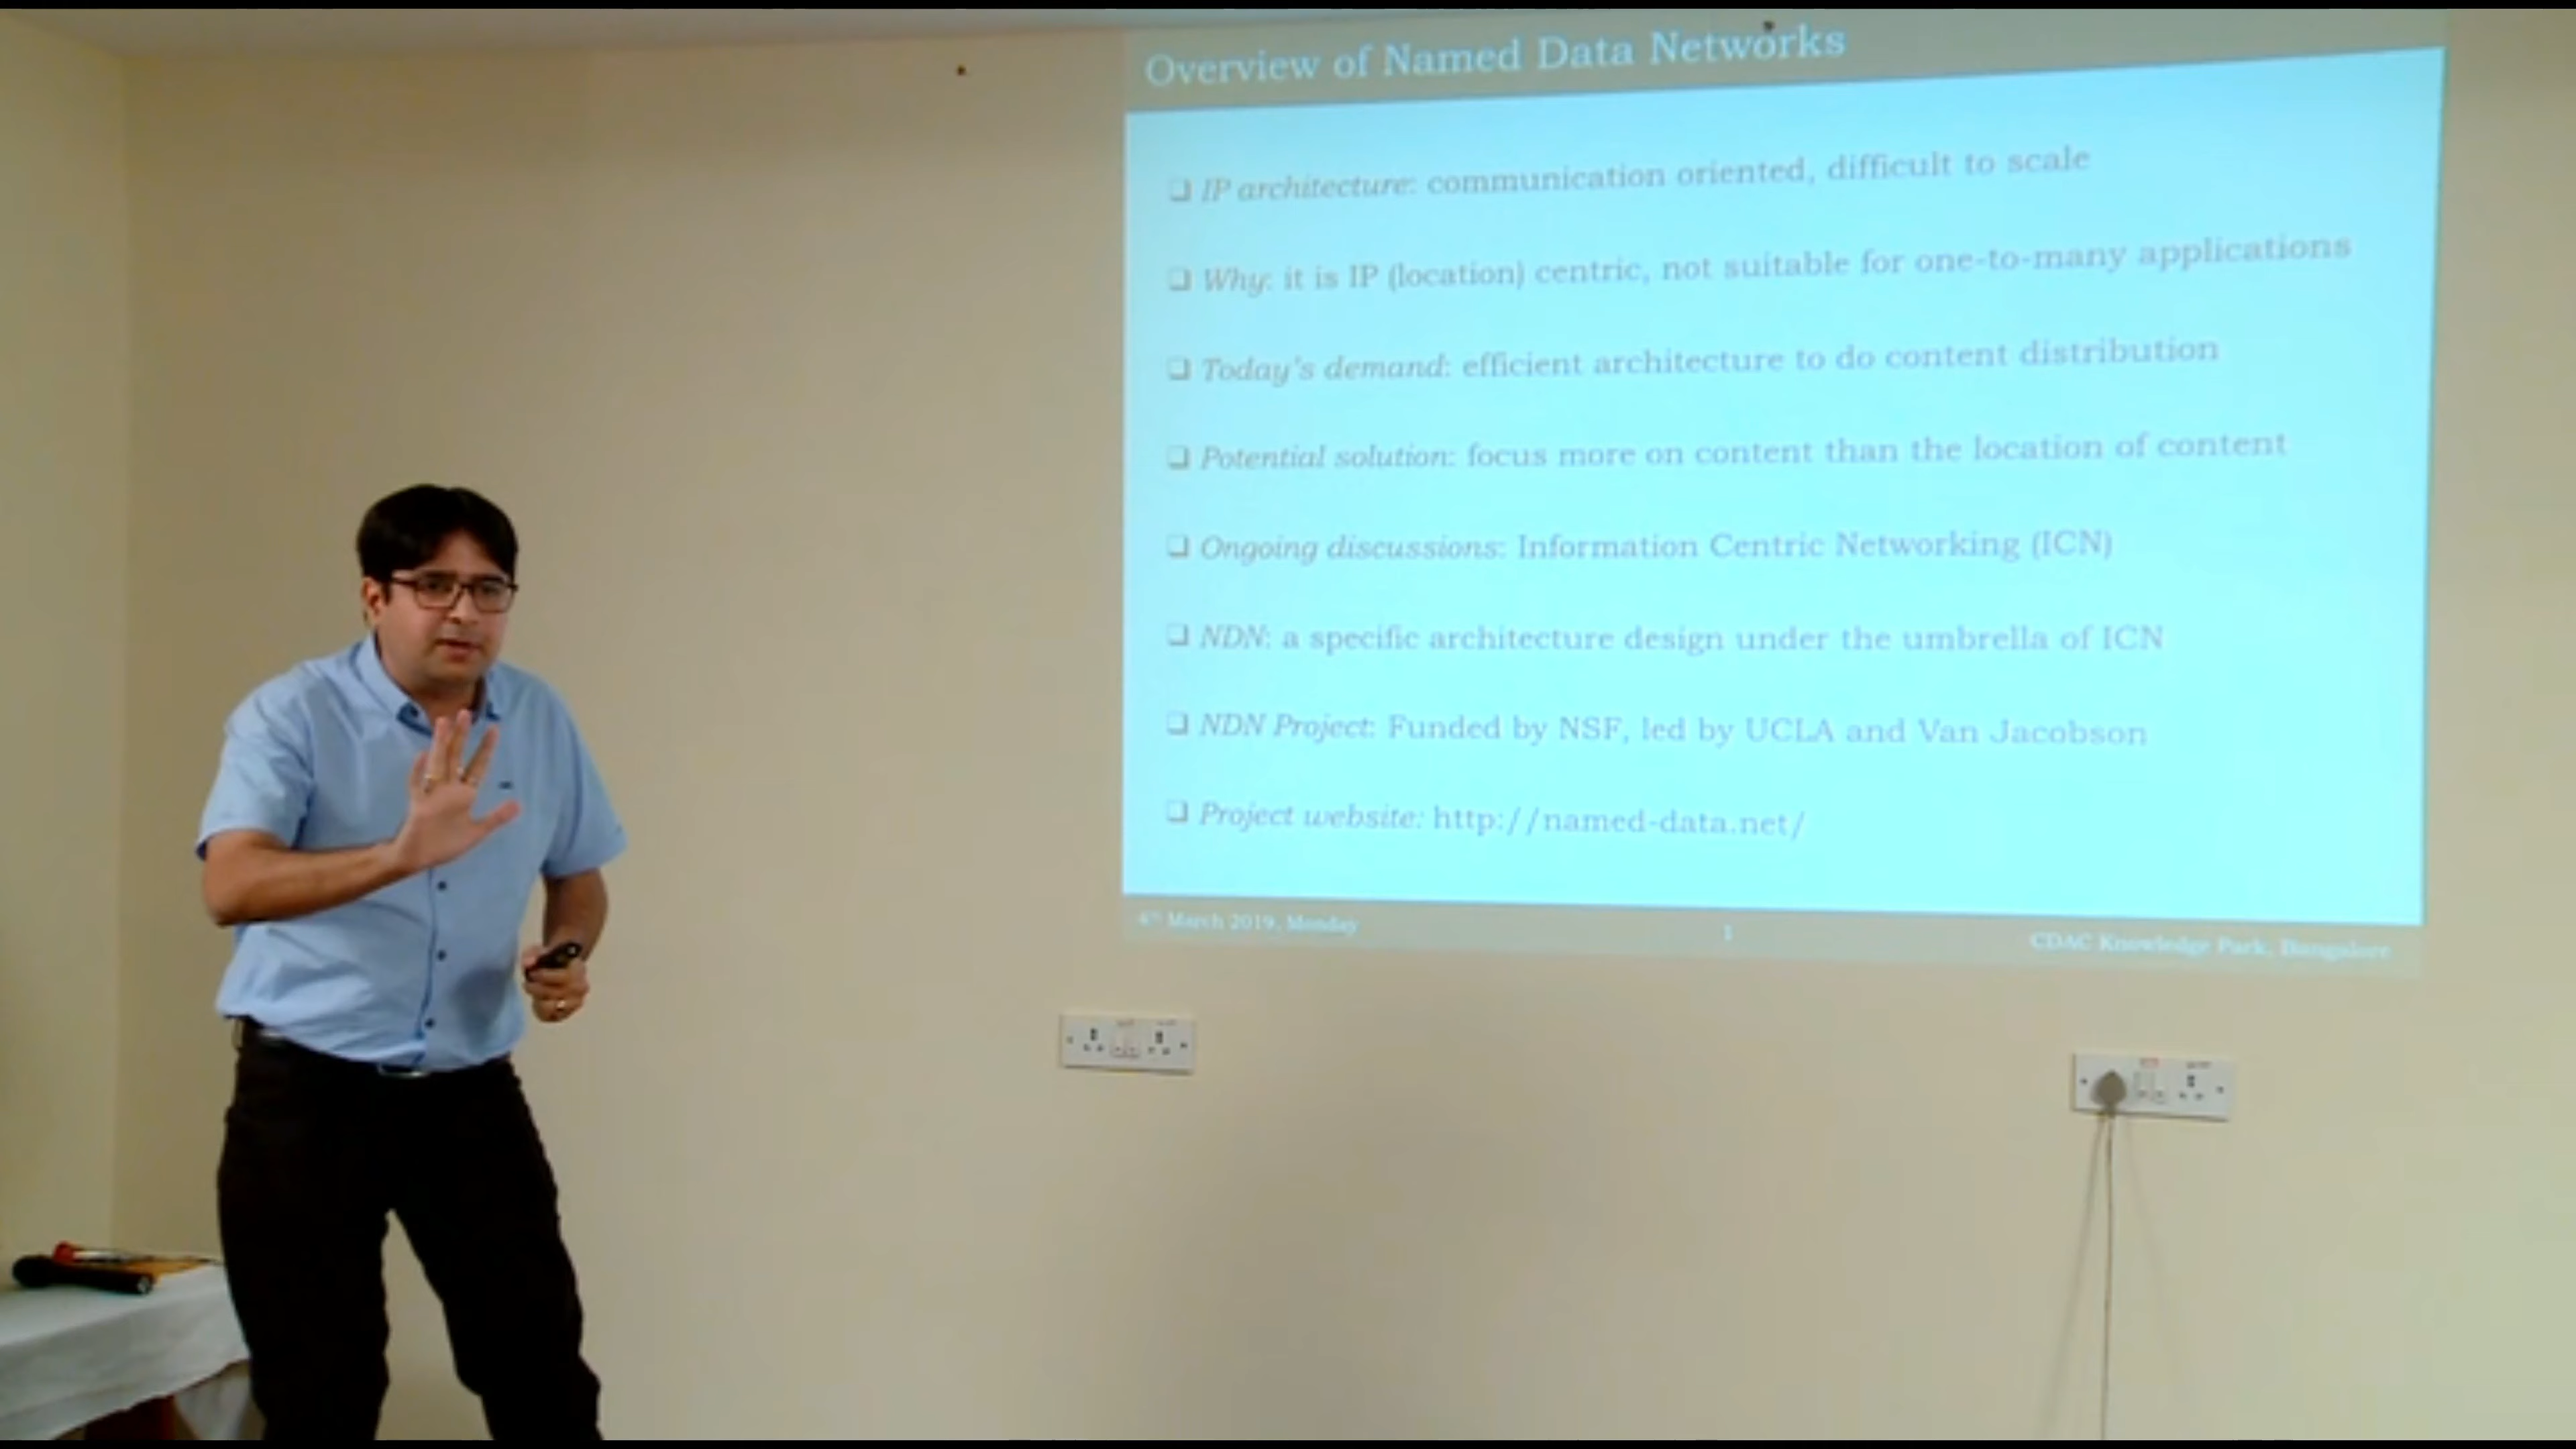 Overview of Named Data Networks
❑ IP architecture: communication oriented, difficult to scale
❑ Why: it is IP (location) centric, not suitable for one-to-many applications
❑ Today's demand: efficient architecture to do content distribution
❑ Potential solution: focus more on content than the location of content
❑ Ongoing discussions: Information Centric Networking (ICN)
❑ NDN: a specific architecture design under the umbrella of ICN
❑ NDN Project: Funded by NSF, led by UCLA and Van Jacobson
❑ Project website: http://named-data.net/
4th March 2019, Monday 1 CDAC Knowledge Park, Bangalore